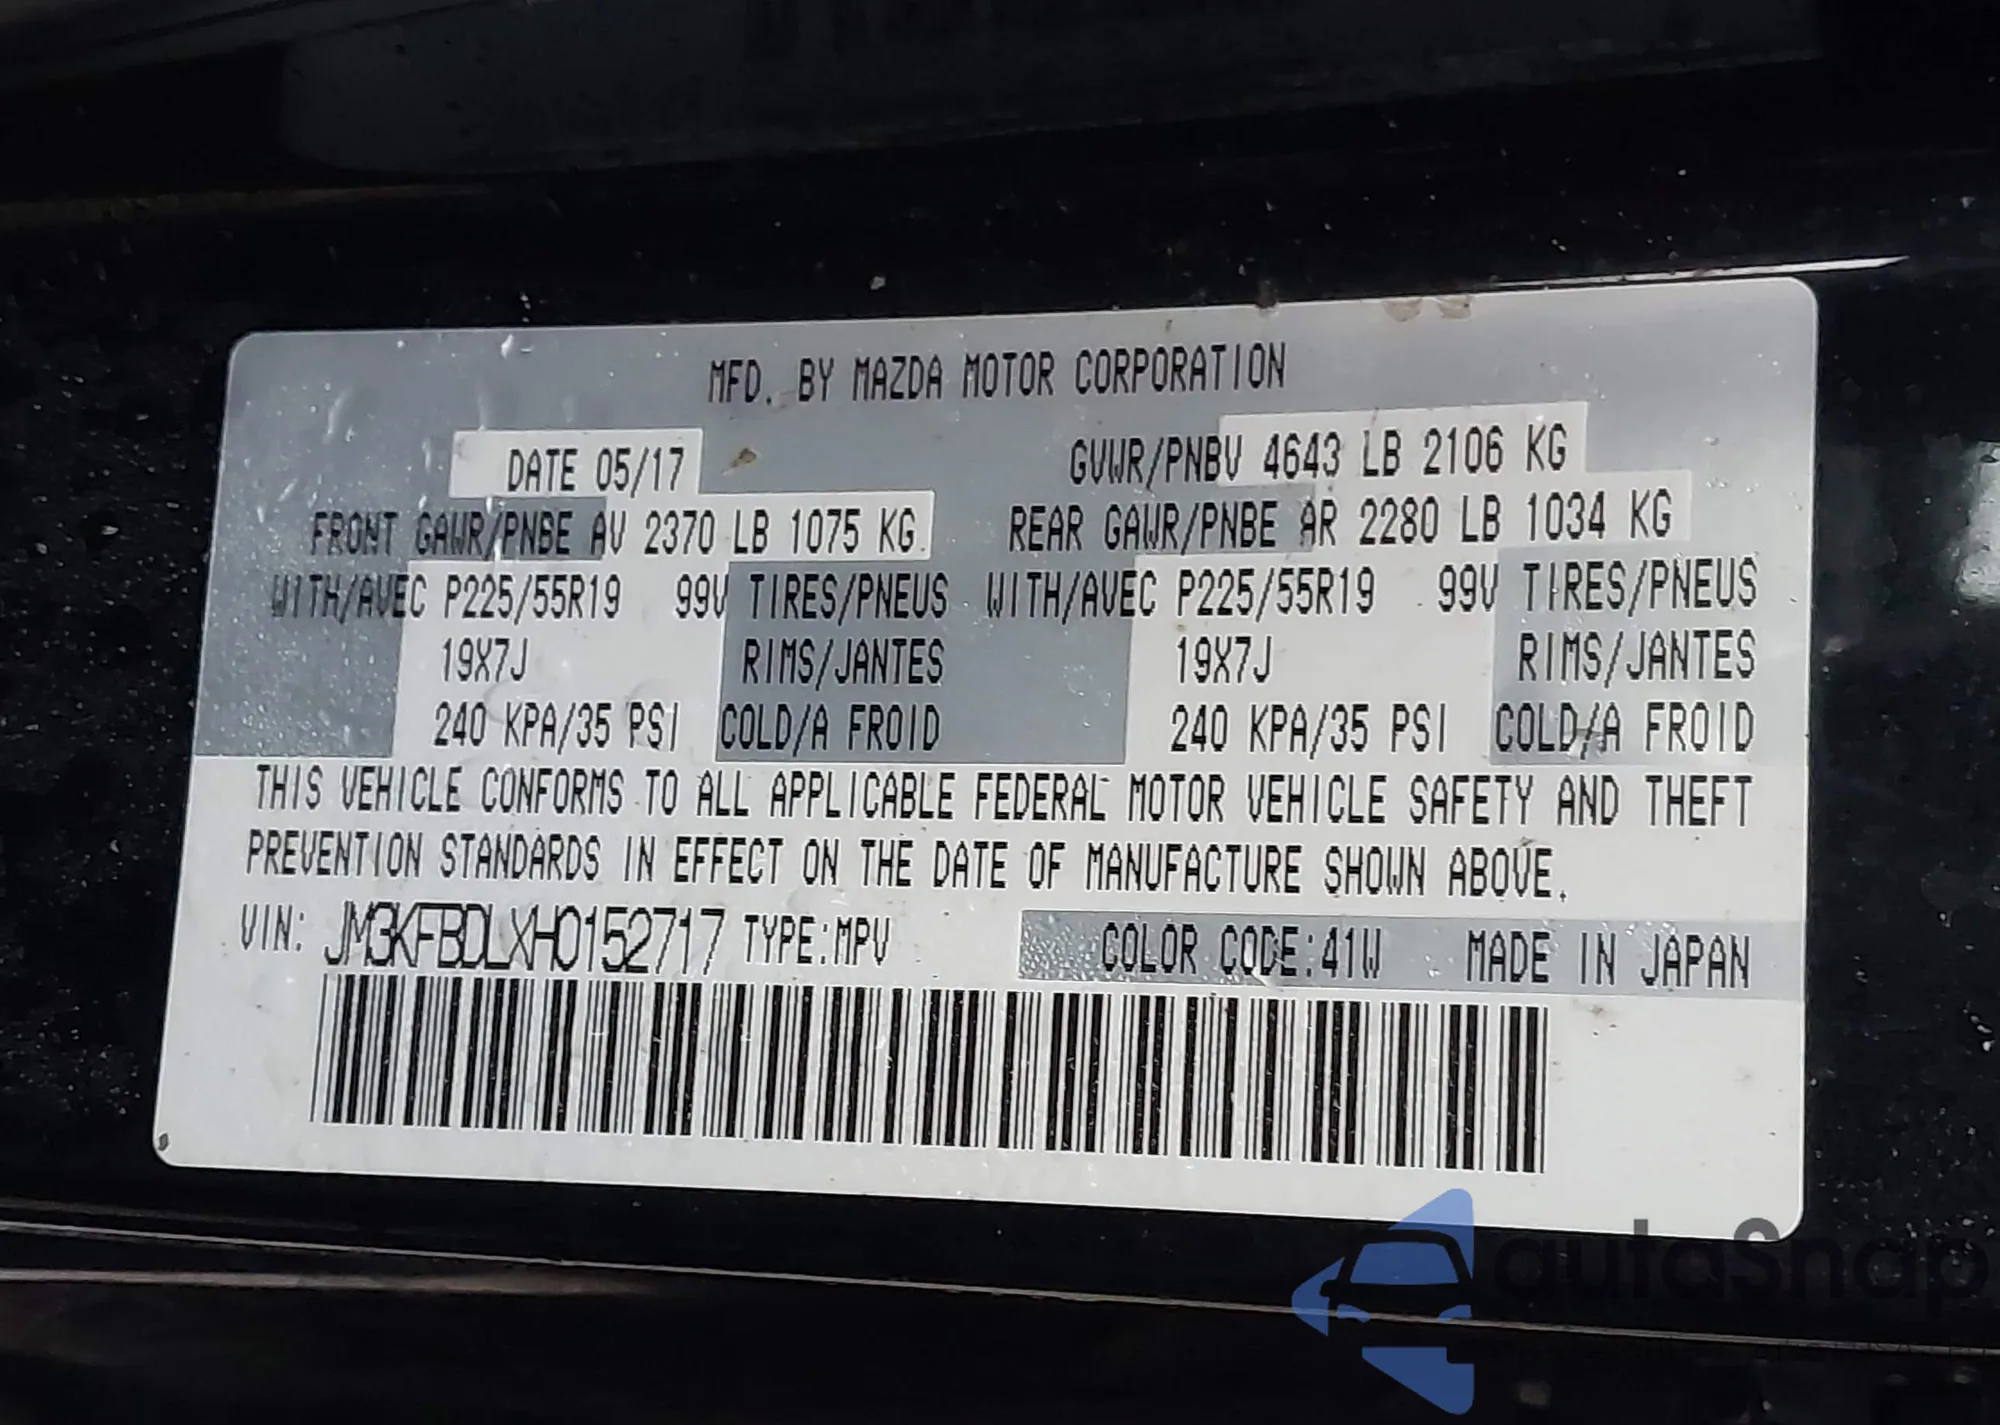 MFD. BY MAZDA MOTOR CORPORATION
DATE 05/17 GVWR/PNBV 4643 LB 2106 KG
FRONT GAWR/PNBE AV 2370 LB 1075 KG REAR GAWR/PNBE AR 2280 LB 1034 KG
WITH/AVEC P225/55R19 99V TIRES/PNEUS WITH/AVEC P225/55R19 99V TIRES/PNEUS
19X7J RIMS/JANTES 19X7J RIMS/JANTES
240 KPA/35 PSI COLD/A FROID 240 KPA/35 PSI COLD/A FROID
THIS VEHICLE CONFORMS TO ALL APPLICABLE FEDERAL MOTOR VEHICLE SAFETY AND THEFT
PREVENTION STANDARDS IN EFFECT ON THE DATE OF MANUFACTURE SHOWN ABOVE.
VIN: JM3KFBDLXH0152717 TYPE:MPV COLOR CODE:41W MADE IN JAPAN
autoSnap